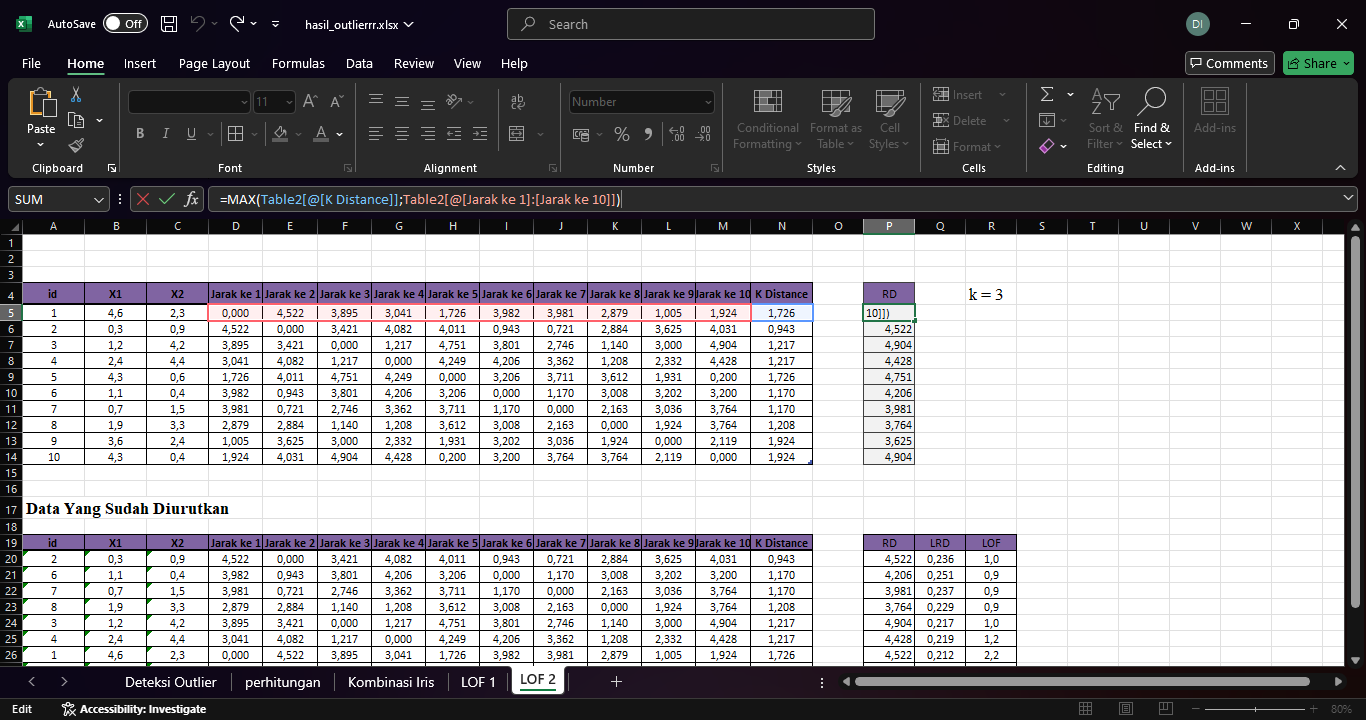 AutoSave Off hasil_outlierrr.xlsx Search DI
File Home Insert Page Layout Formulas Data Review View Help Comments Share
Paste 11 A A ab Number Conditional Format as Cell Insert Delete Format Sort & Find & Add-ins
B I U A % Formatting Table Styles Filter Select
Clipboard Font Alignment Number Styles Cells Editing Add-ins
SUM fx =MAX(Table2[@[K Distance]];Table2[@[Jarak ke 1]:[Jarak ke 10]])
A B C D E F G H I J K L M N O P Q R S T U V W X
1
2
3
4 id X1 X2 Jarak ke 1 Jarak ke 2 Jarak ke 3 Jarak ke 4 Jarak ke 5 Jarak ke 6 Jarak ke 7 Jarak ke 8 Jarak ke 9 Jarak ke 10 K Distance RD k = 3
5 1 4,6 2,3 0,000 4,522 3,895 3,041 1,726 3,982 3,981 2,879 1,005 1,924 1,726 10]])
6 2 0,3 0,9 4,522 0,000 3,421 4,082 4,011 0,943 0,721 2,884 3,625 4,031 0,943 4,522
7 3 1,2 4,2 3,895 3,421 0,000 1,217 4,751 3,801 2,746 1,140 3,000 4,904 1,217 4,904
8 4 2,4 4,4 3,041 4,082 1,217 0,000 4,249 4,206 3,362 1,208 2,332 4,428 1,217 4,428
9 5 4,3 0,6 1,726 4,011 4,751 4,249 0,000 3,206 3,711 3,612 1,931 0,200 1,726 4,751
10 6 1,1 0,4 3,982 0,943 3,801 4,206 3,206 0,000 1,170 3,008 3,202 3,200 1,170 4,206
11 7 0,7 1,5 3,981 0,721 2,746 3,362 3,711 1,170 0,000 2,163 3,036 3,764 1,170 3,981
12 8 1,9 3,3 2,879 2,884 1,140 1,208 3,612 3,008 2,163 0,000 1,924 3,764 1,208 3,764
13 9 3,6 2,4 1,005 3,625 3,000 2,332 1,931 3,202 3,036 1,924 0,000 2,119 1,924 3,625
14 10 4,3 0,4 1,924 4,031 4,904 4,428 0,200 3,200 3,764 3,764 2,119 0,000 1,924 4,904
15
16
17 Data Yang Sudah Diurutkan
18
19 id X1 X2 Jarak ke 1 Jarak ke 2 Jarak ke 3 Jarak ke 4 Jarak ke 5 Jarak ke 6 Jarak ke 7 Jarak ke 8 Jarak ke 9 Jarak ke 10 K Distance RD LRD LOF
20 2 0,3 0,9 4,522 0,000 3,421 4,082 4,011 0,943 0,721 2,884 3,625 4,031 0,943 4,522 0,236 1,0
21 6 1,1 0,4 3,982 0,943 3,801 4,206 3,206 0,000 1,170 3,008 3,202 3,200 1,170 4,206 0,251 0,9
22 7 0,7 1,5 3,981 0,721 2,746 3,362 3,711 1,170 0,000 2,163 3,036 3,764 1,170 3,981 0,237 0,9
23 8 1,9 3,3 2,879 2,884 1,140 1,208 3,612 3,008 2,163 0,000 1,924 3,764 1,208 3,764 0,229 0,9
24 3 1,2 4,2 3,895 3,421 0,000 1,217 4,751 3,801 2,746 1,140 3,000 4,904 1,217 4,904 0,217 1,0
25 4 2,4 4,4 3,041 4,082 1,217 0,000 4,249 4,206 3,362 1,208 2,332 4,428 1,217 4,428 0,219 1,2
26 1 4,6 2,3 0,000 4,522 3,895 3,041 1,726 3,982 3,981 2,879 1,005 1,924 1,726 4,522 0,212 2,2
Deteksi Outlier perhitungan Kombinasi Iris LOF 1 LOF 2
Edit Accessibility: Investigate 80%